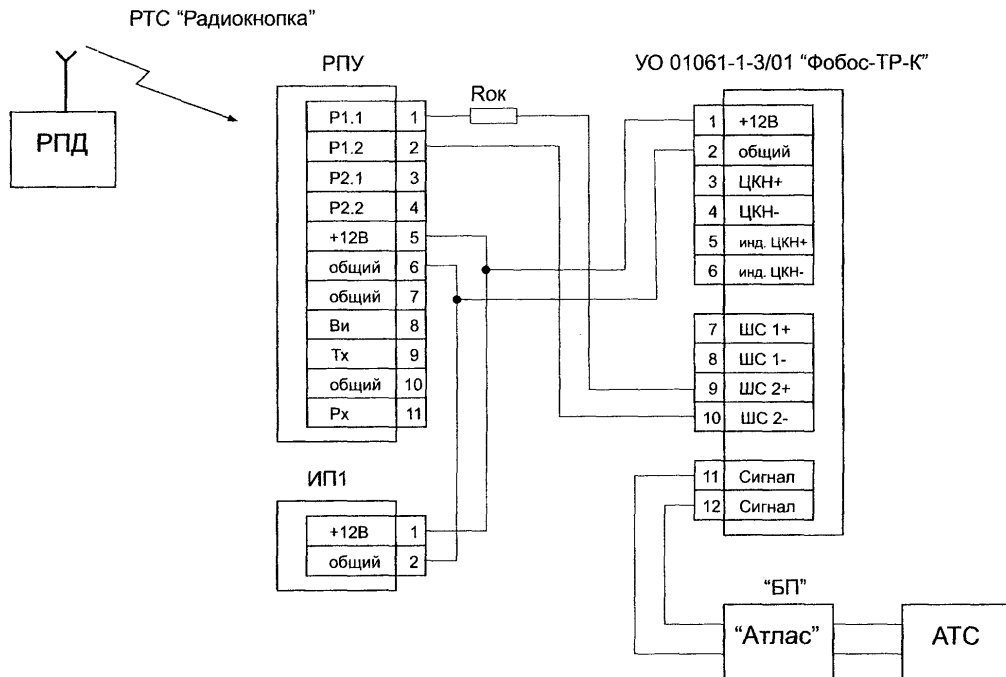 РТС “Радиокнопка”
РПД
РПУ
Р1.1 1
Р1.2 2
Р2.1 3
Р2.2 4
+12В 5
общий 6
общий 7
Ви 8
Тх 9
общий 10
Рх 11
Rок
УО 01061-1-3/01 “Фобос-ТР-К”
1 +12В
2 общий
3 ЦКН+
4 ЦКН-
5 инд. ЦКН+
6 инд. ЦКН-
7 ШС 1+
8 ШС 1-
9 ШС 2+
10 ШС 2-
11 Сигнал
12 Сигнал
ИП1
+12В 1
общий 2
“БП”
“Атлас”
АТС